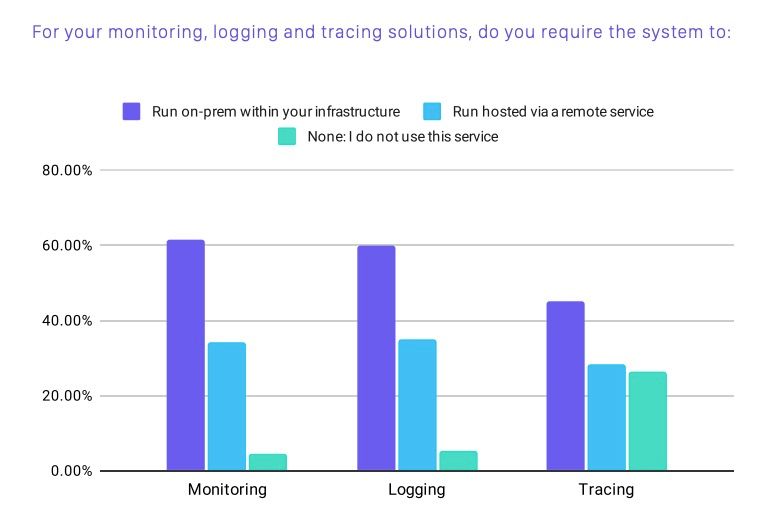 For your monitoring, logging and tracing solutions, do you require the system to:
Run on-prem within your infrastructure
Run hosted via a remote service
None: I do not use this service
80.00%
60.00%
40.00%
20.00%
0.00%
Monitoring
Logging
Tracing